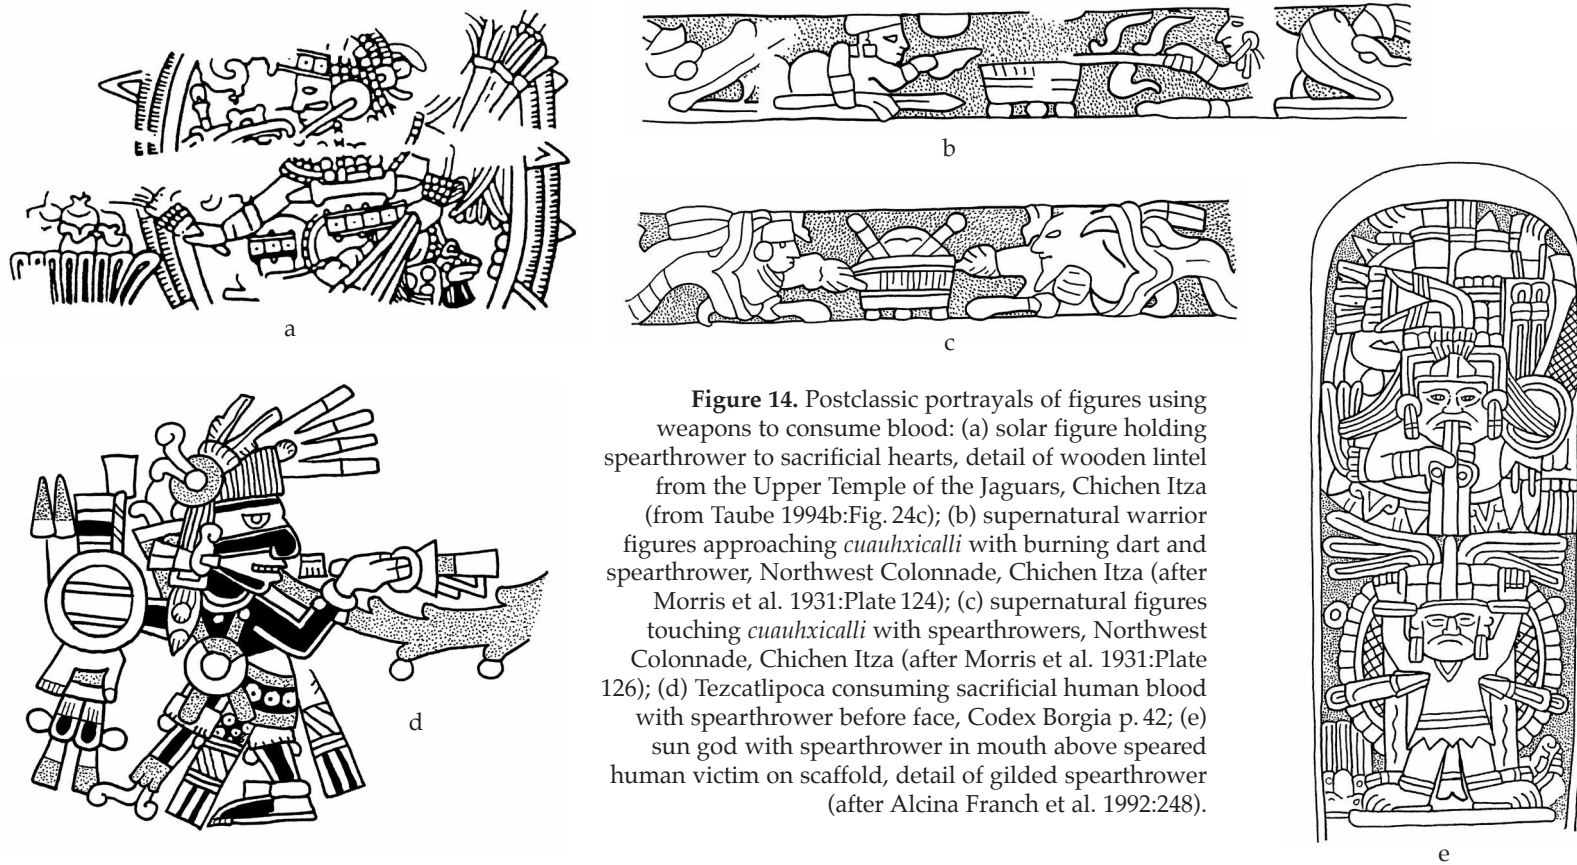 a
b
c
Figure 14. Postclassic portrayals of figures using
weapons to consume blood: (a) solar figure holding
spearthrower to sacrificial hearts, detail of wooden lintel
from the Upper Temple of the Jaguars, Chichen Itza
(from Taube 1994b:Fig. 24c); (b) supernatural warrior
figures approaching cuauhxicalli with burning dart and
spearthrower, Northwest Colonnade, Chichen Itza (after
Morris et al. 1931:Plate 124); (c) supernatural figures
touching cuauhxicalli with spearthrowers, Northwest
Colonnade, Chichen Itza (after Morris et al. 1931:Plate
126); (d) Tezcatlipoca consuming sacrificial human blood
with spearthrower before face, Codex Borgia p. 42; (e)
sun god with spearthrower in mouth above speared
human victim on scaffold, detail of gilded spearthrower
(after Alcina Franch et al. 1992:248).
d
e